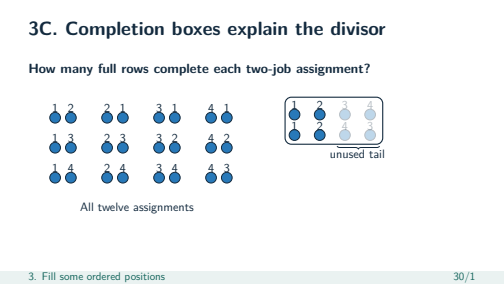 3C. Completion boxes explain the divisor
How many full rows complete each two-job assignment?
1 2 2 1 3 1 4 1
1 3 2 3 3 2 4 2
1 4 2 4 3 4 4 3
1 2 3 4
1 2 4 3
unused tail
All twelve assignments
3. Fill some ordered positions
30/1